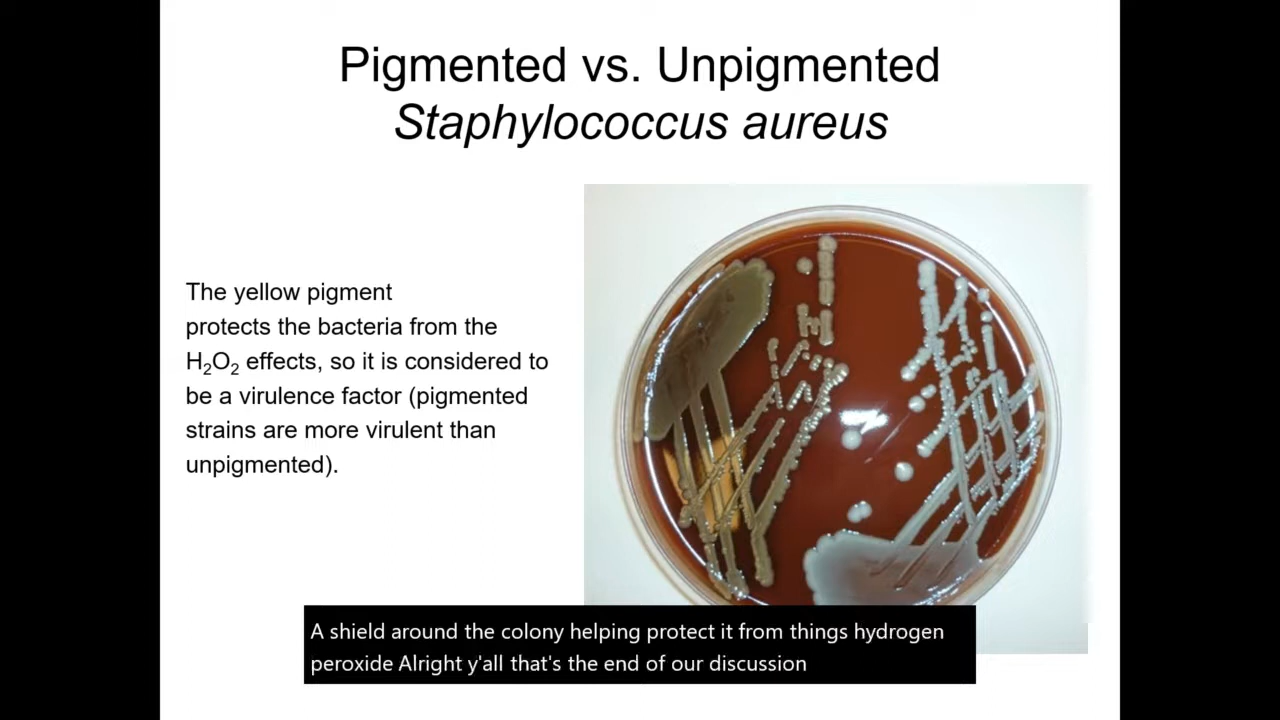 Pigmented vs. Unpigmented
Staphylococcus aureus
The yellow pigment
protects the bacteria from the
H₂O₂ effects, so it is considered to
be a virulence factor (pigmented
strains are more virulent than
unpigmented).
A shield around the colony helping protect it from things hydrogen
peroxide Alright y'all that's the end of our discussion